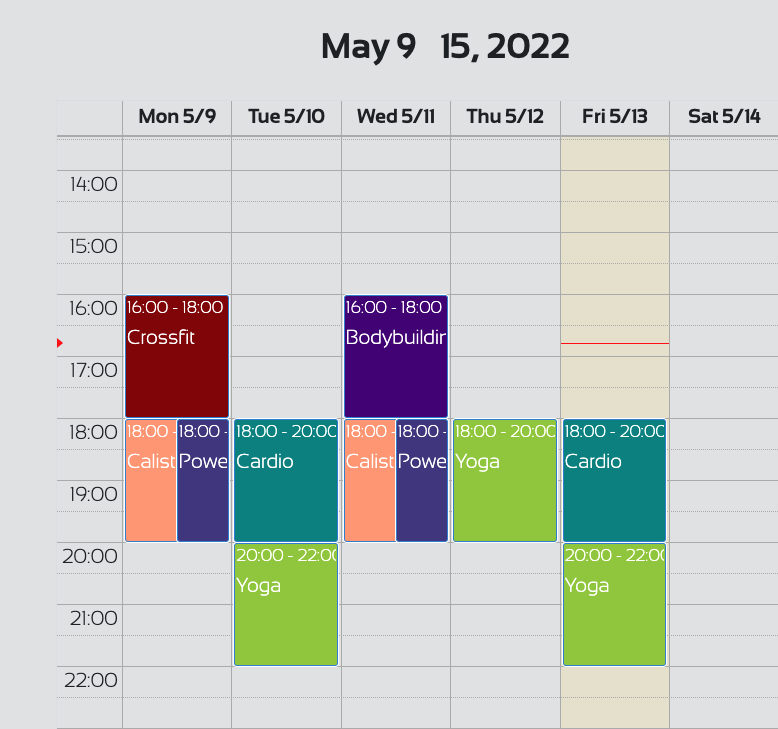 May 9 15, 2022
Mon 5/9 Tue 5/10 Wed 5/11 Thu 5/12 Fri 5/13 Sat 5/14
14:00
15:00
16:00 16:00 - 18:00 16:00 - 18:00
Crossfit Bodybuildin
17:00
18:00 18:00 - 18:00 - 18:00 - 20:00 18:00 - 18:00 - 18:00 - 20:00 18:00 - 20:00
Calist Powe Cardio Calist Powe Yoga Cardio
19:00
20:00 20:00 - 22:00 20:00 - 22:00
Yoga Yoga
21:00
22:00